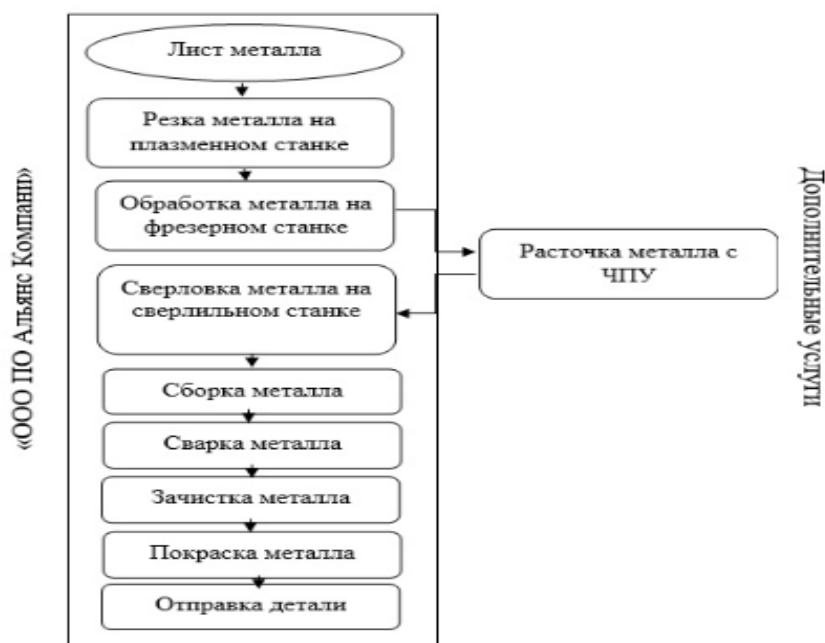 «ООО ПО Альянс Компани»
Лист металла
Резка металла на
плазменном станке
Обработка металла на
фрезерном станке
Расточка металла с
ЧПУ
Сверловка металла на
сверлильном станке
Сборка металла
Сварка металла
Зачистка металла
Покраска металла
Отправка детали
Дополнительные услуги